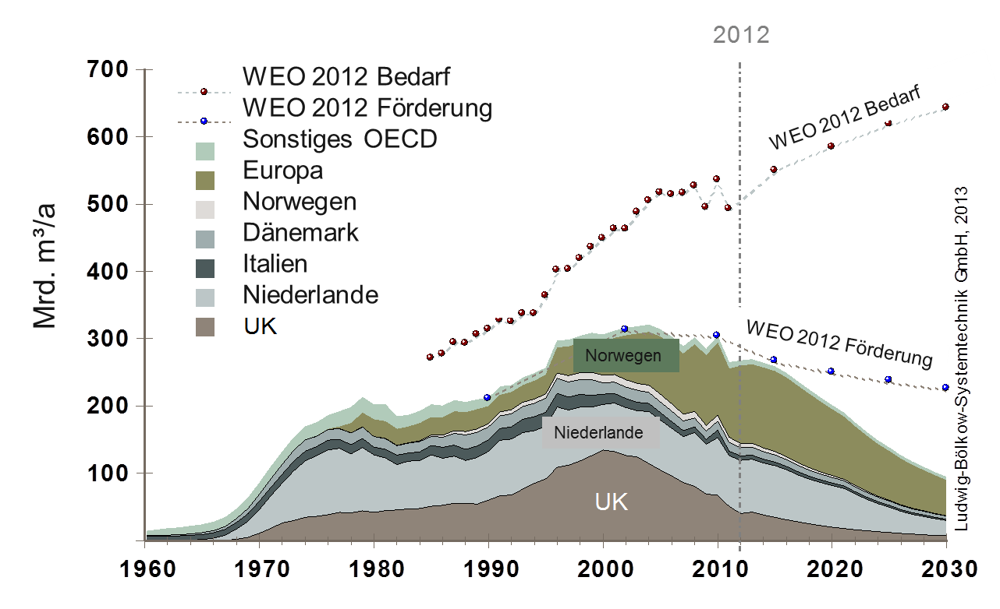 2012
700
600
500
400
300
200
100
Mrd. m³/a
WEO 2012 Bedarf
WEO 2012 Förderung
Sonstiges OECD
Europa
Norwegen
Dänemark
Italien
Niederlande
UK
WEO 2012 Bedarf
WEO 2012 Förderung
Norwegen
Niederlande
UK
Ludwig-Bölkow-Systemtechnik GmbH, 2013
1960 1970 1980 1990 2000 2010 2020 2030